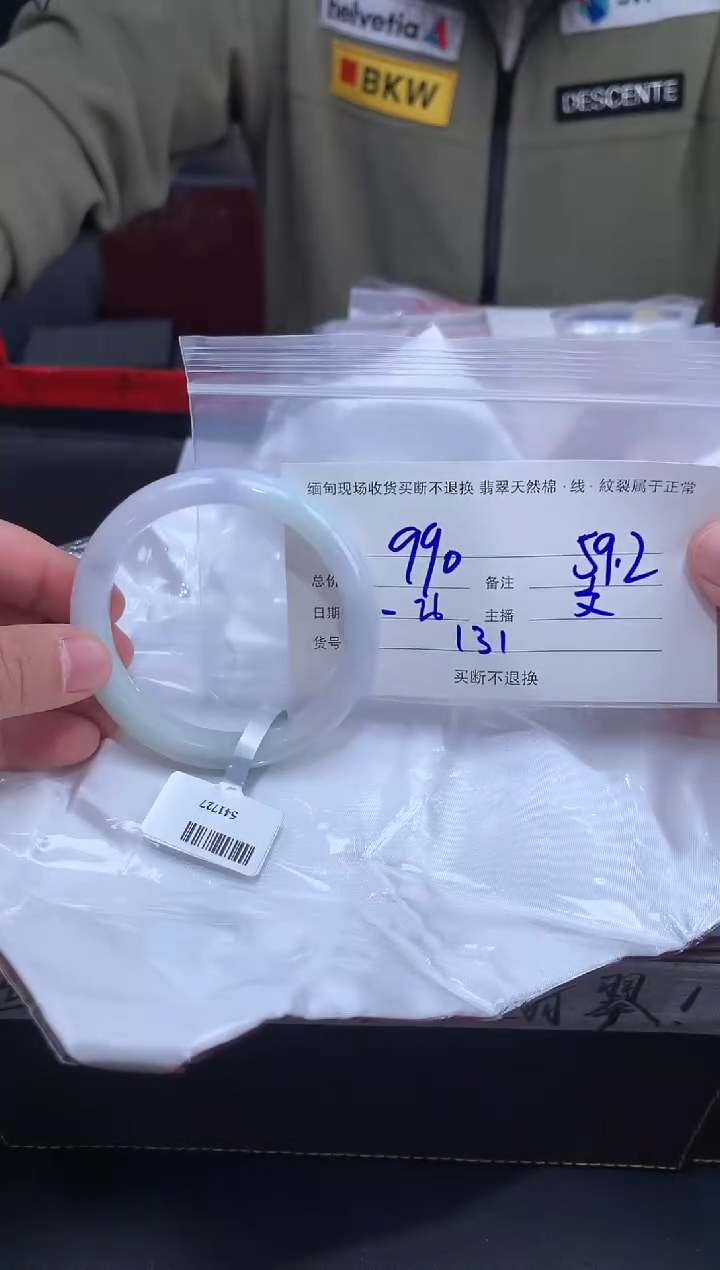 helvetia
BKW
DESCENTE
缅甸现场收货买断不退换 翡翠天然棉·线·紋裂属于正常
总价 990 备注 59.2
日期 - 26 主播 文
货号 131
买断不退换
541727
翠!